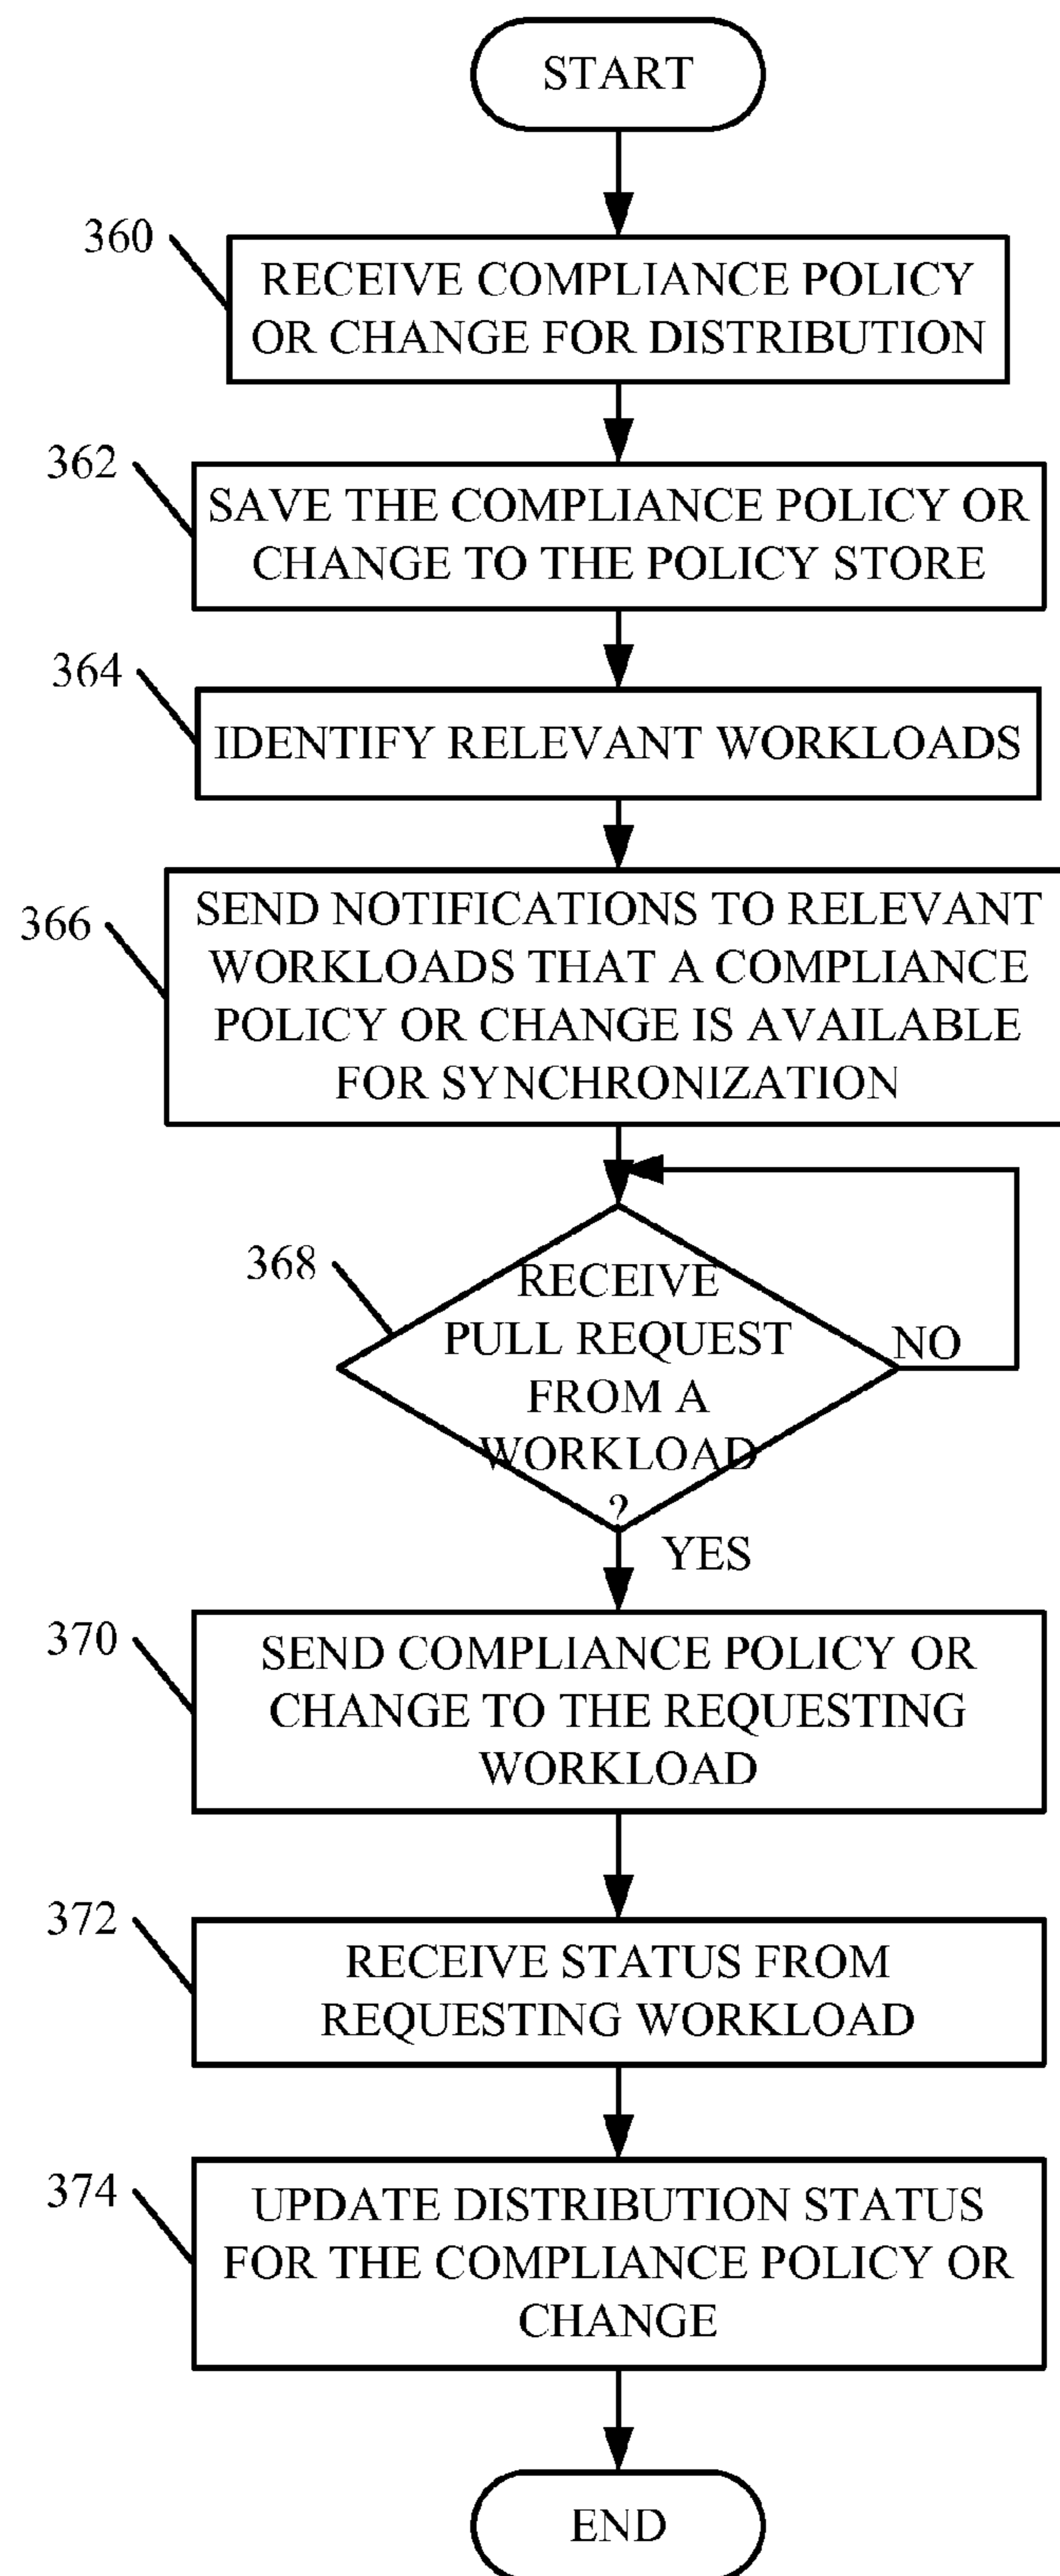 START
360
RECEIVE COMPLIANCE POLICY
OR CHANGE FOR DISTRIBUTION
362
SAVE THE COMPLIANCE POLICY OR
CHANGE TO THE POLICY STORE
364
IDENTIFY RELEVANT WORKLOADS
366
SEND NOTIFICATIONS TO RELEVANT
WORKLOADS THAT A COMPLIANCE
POLICY OR CHANGE IS AVAILABLE
FOR SYNCHRONIZATION
368
RECEIVE
PULL REQUEST
FROM A
WORKLOAD
?
NO
YES
370
SEND COMPLIANCE POLICY OR
CHANGE TO THE REQUESTING
WORKLOAD
372
RECEIVE STATUS FROM
REQUESTING WORKLOAD
374
UPDATE DISTRIBUTION STATUS
FOR THE COMPLIANCE POLICY OR
CHANGE
END